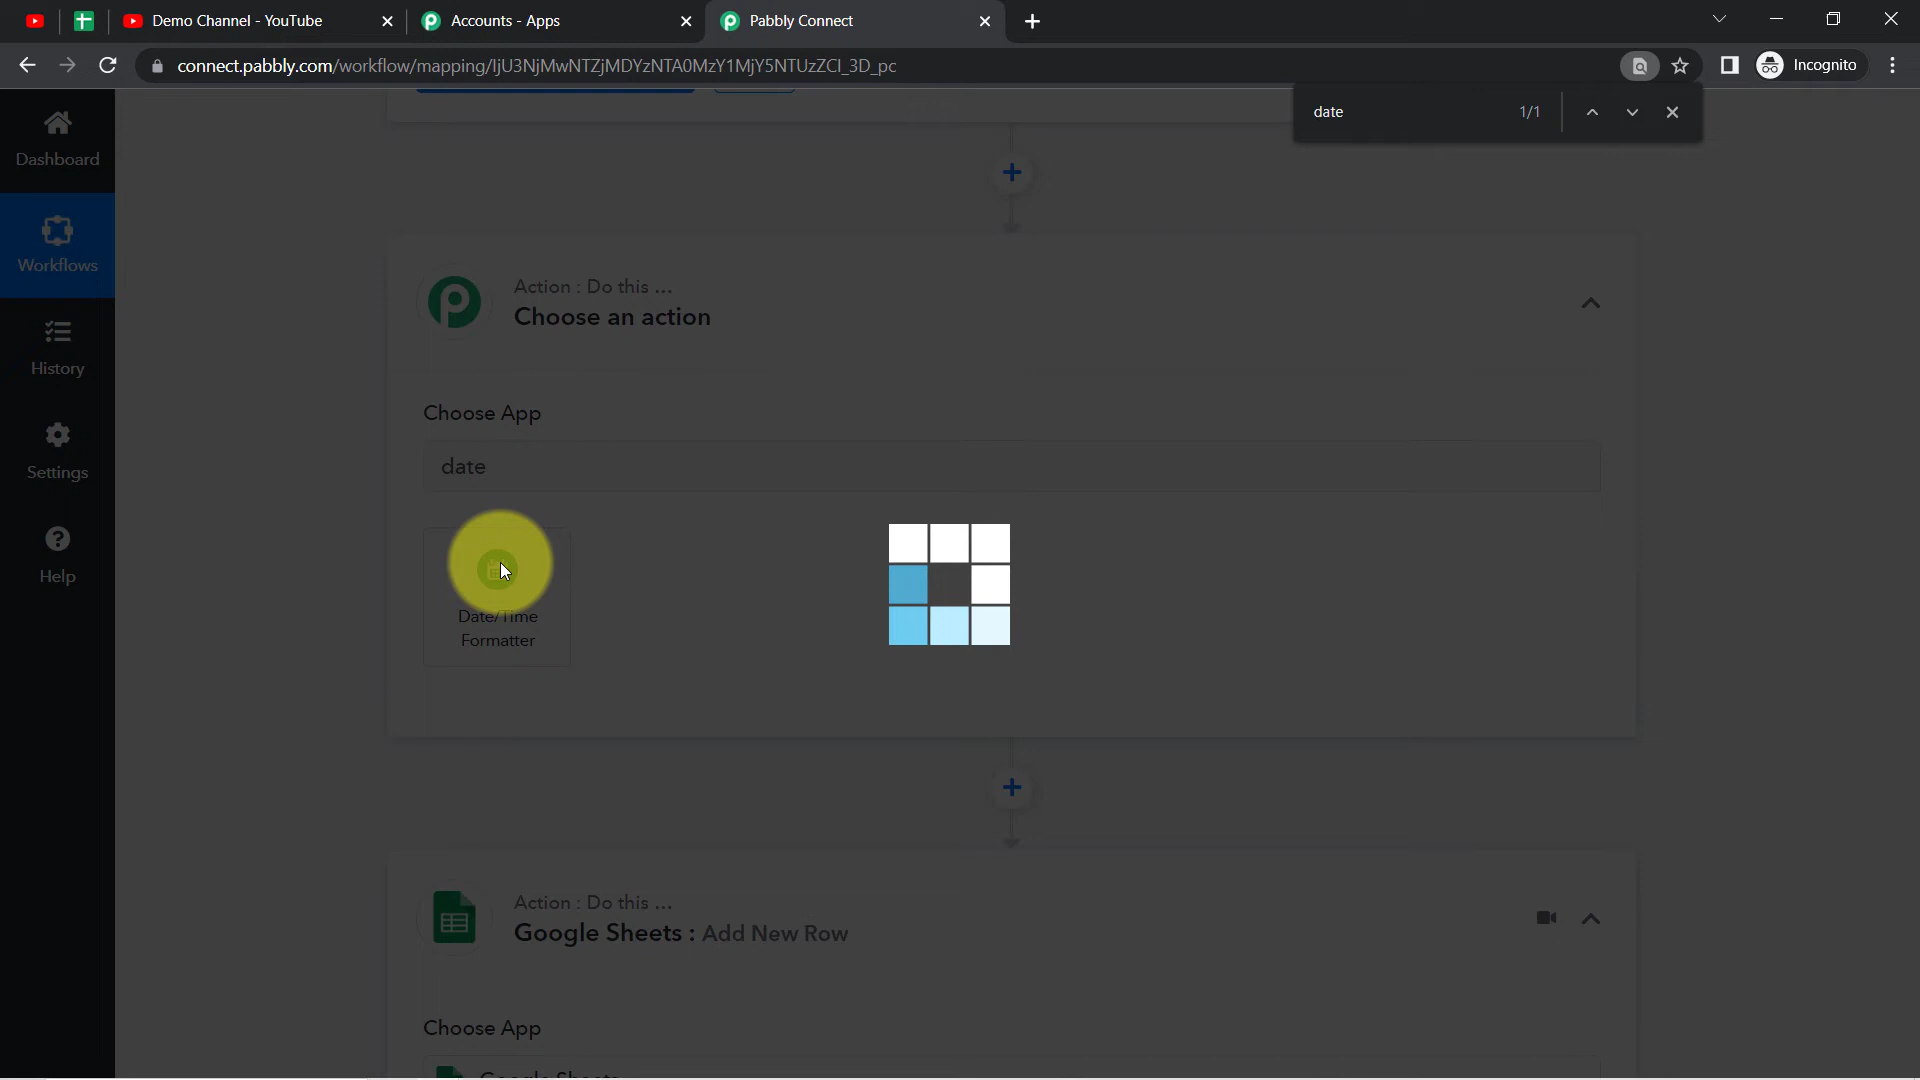 Demo Channel - YouTube
Accounts - Apps
Pabbly Connect
connect.pabbly.com/workflow/mapping/IjU3NjMwNTZjMDYzNTA0MzY1MjY5NTUzZCI_3D_pc
Incognito
date
1/1
Dashboard
Workflows
History
Settings
Help
Action : Do this ...
Choose an action
Choose App
date
Date/Time
Formatter
Action : Do this ...
Google Sheets : Add New Row
Choose App
Google Sheets